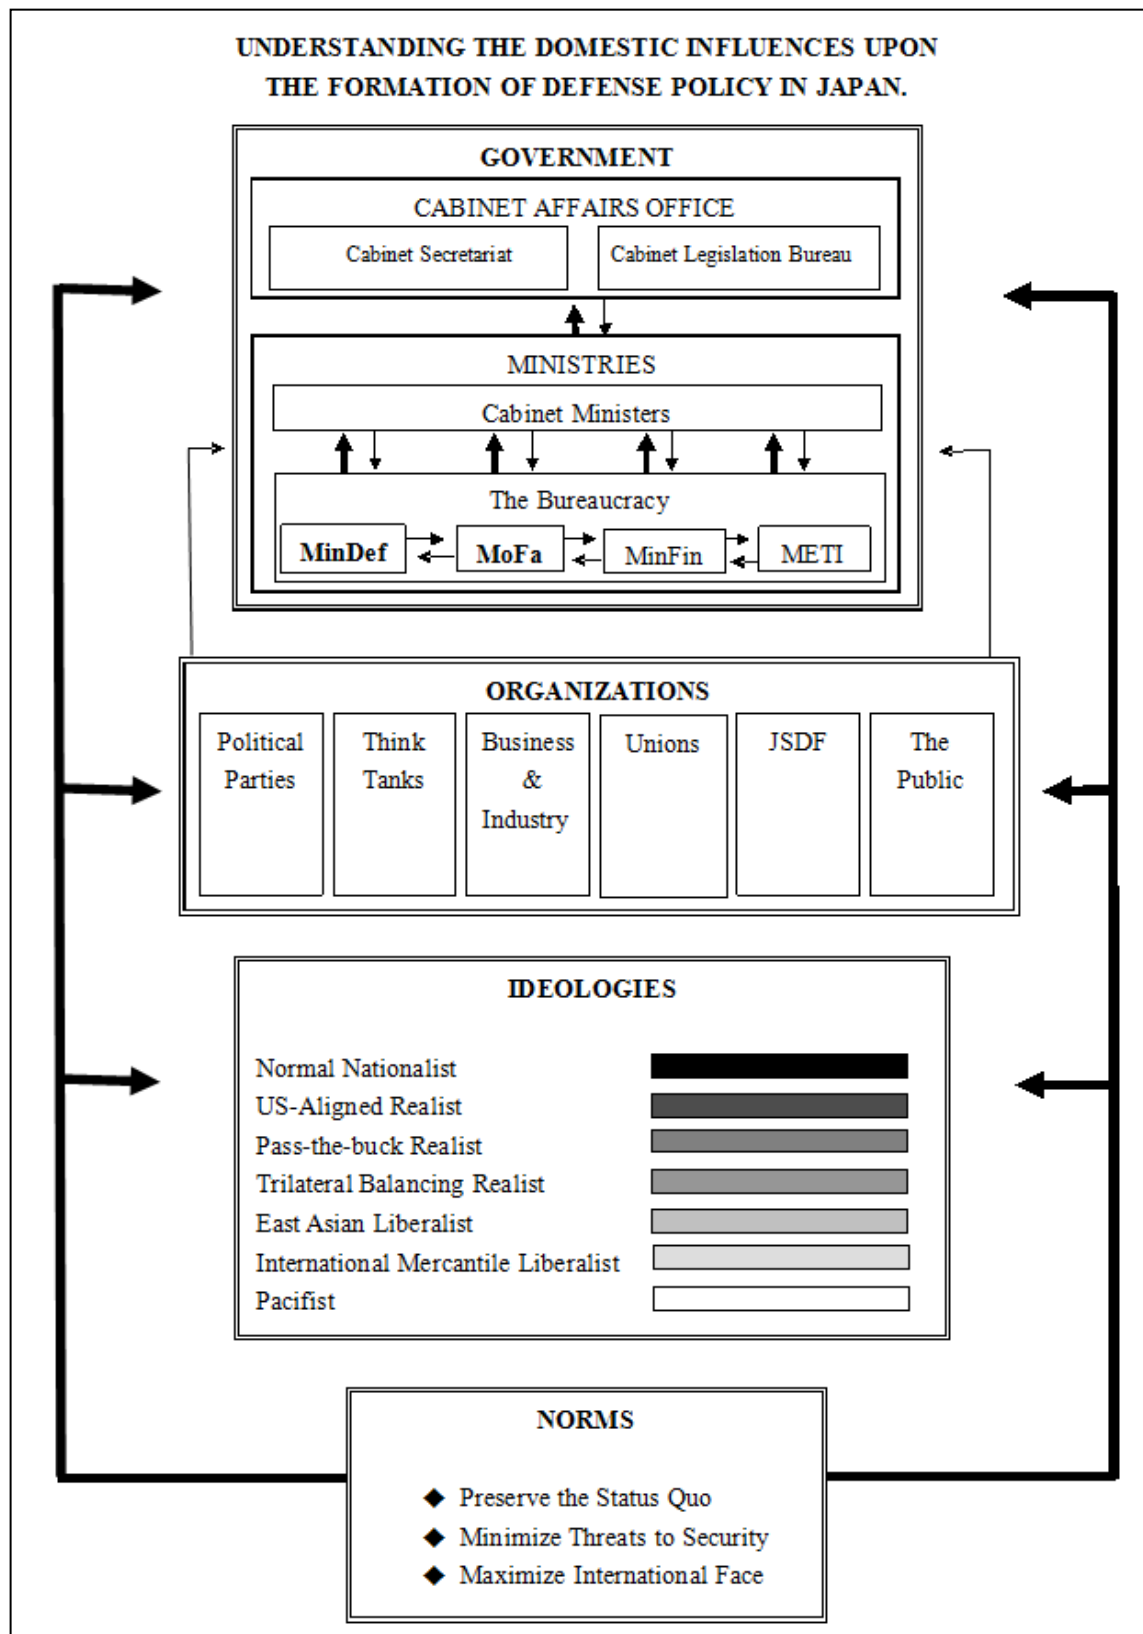 UNDERSTANDING THE DOMESTIC INFLUENCES UPON
THE FORMATION OF DEFENSE POLICY IN JAPAN.
GOVERNMENT
CABINET AFFAIRS OFFICE
Cabinet Secretariat
Cabinet Legislation Bureau
MINISTRIES
Cabinet Ministers
The Bureaucracy
MinDef
MoFa
MinFin
METI
ORGANIZATIONS
Political
Parties
Think
Tanks
Business
&
Industry
Unions
JSDF
The
Public
IDEOLOGIES
Normal Nationalist
US-Aligned Realist
Pass-the-buck Realist
Trilateral Balancing Realist
East Asian Liberalist
International Mercantile Liberalist
Pacifist
NORMS
◆ Preserve the Status Quo
◆ Minimize Threats to Security
◆ Maximize International Face